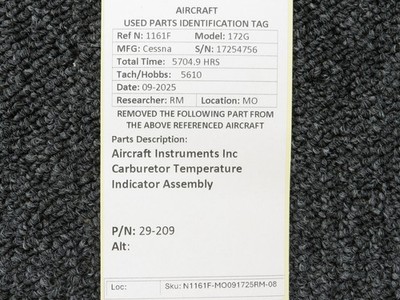 AIRCRAFT
USED PARTS IDENTIFICATION TAG
Ref N: 1161F Model: 172G
MFG: Cessna S/N: 17254756
Total Time: 5704.9 HRS
Tach/Hobbs: 5610
Date: 09-2025
Researcher: RM Location: MO
REMOVED THE FOLLOWING PART FROM
THE ABOVE REFERENCED AIRCRAFT
Parts Description:
Aircraft Instruments Inc
Carburetor Temperature
Indicator Assembly
P/N: 29-209
Alt:
Loc: Sku: N1161F-MO091725RM-08